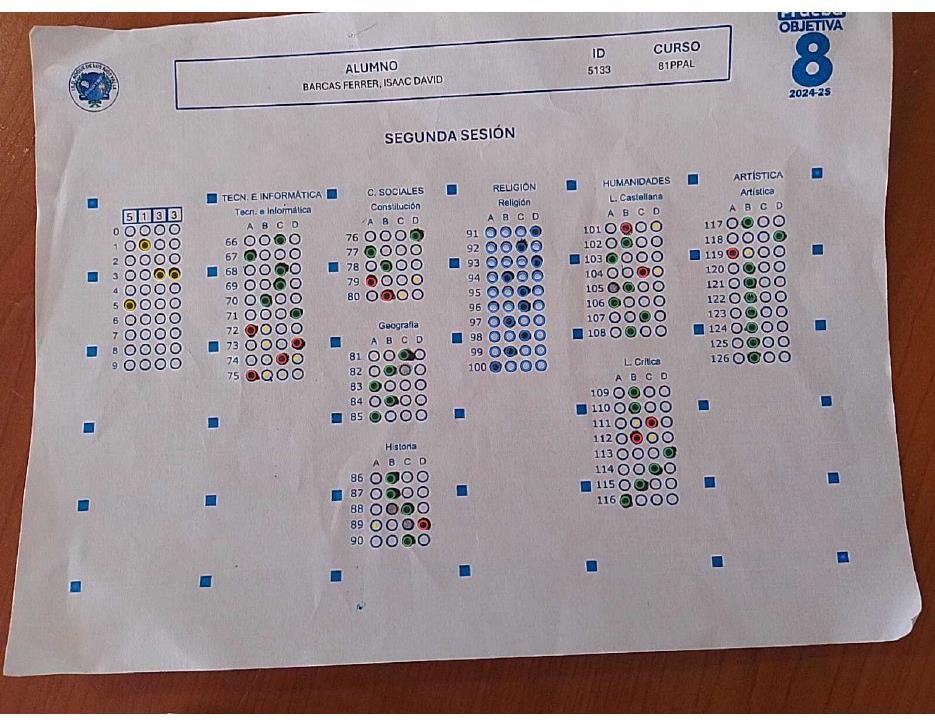 Prueba
OBJETIVA
8
2024-25
ALUMNO
BARCAS FERRER, ISAAC DAVID
ID
5133
CURSO
81PPAL
SEGUNDA SESIÓN
5 1 3 3
0
1
2
3
4
5
6
7
8
9
TECN. E INFORMÁTICA
Tecn. e Informática
A B C D
66
67
68
69
70
71
72
73
74
75
C. SOCIALES
Constitución
A B C D
76
77
78
79
80
Geografía
A B C D
81
82
83
84
85
Historia
A B C D
86
87
88
89
90
RELIGIÓN
Religión
A B C D
91
92
93
94
95
96
97
98
99
100
HUMANIDADES
L. Castellana
A B C D
101
102
103
104
105
106
107
108
L. Crítica
A B C D
109
110
111
112
113
114
115
116
ARTÍSTICA
Artística
A B C D
117
118
119
120
121
122
123
124
125
126